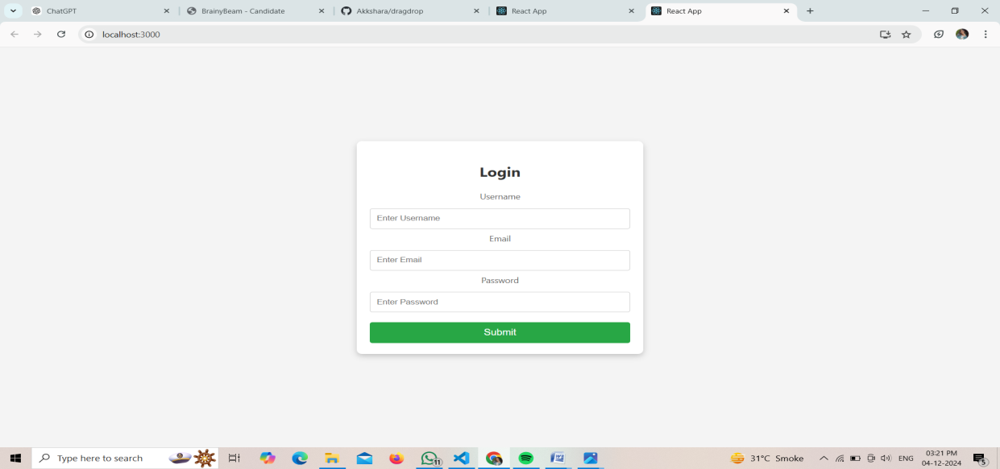 ChatGPT
BrainyBeam - Candidate
Akkshara/dragdrop
React App
React App
localhost:3000
Login
Username
Enter Username
Email
Enter Email
Password
Enter Password
Submit
Type here to search
11
31°C Smoke
ENG
03:21 PM
04-12-2024
5